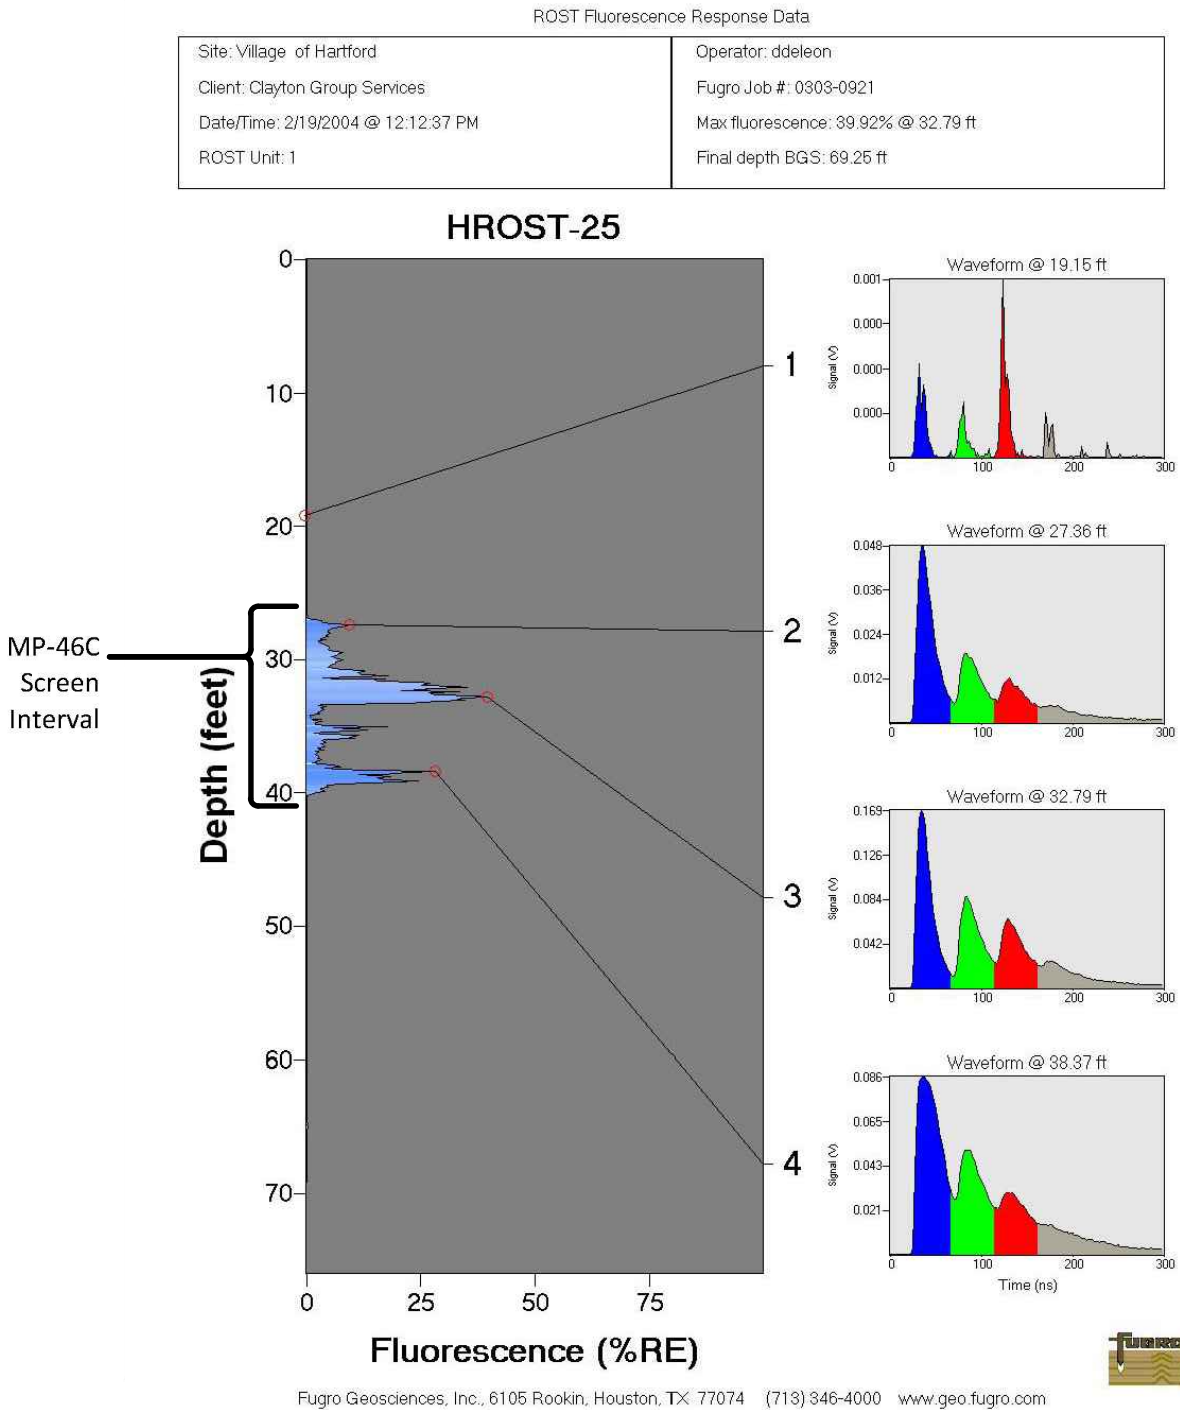 ROST Fluorescence Response Data
Site: Village of Hartford
Client: Clayton Group Services
Date/Time: 2/19/2004 @ 12:12:37 PM
ROST Unit: 1
Operator: ddeleon
Fugro Job #: 0303-0921
Max fluorescence: 39.92% @ 32.79 ft
Final depth BGS: 69.25 ft
HROST-25
0
10
20
30
40
50
60
70
Depth (feet)
MP-46C
Screen
Interval
1
2
3
4
0 25 50 75
Fluorescence (%RE)
Waveform @ 19.15 ft
0.001
0.000
0.000
0.000
Signal (V)
0 100 200 300
Waveform @ 27.36 ft
0.048
0.036
0.024
0.012
Signal (V)
0 100 200 300
Waveform @ 32.79 ft
0.169
0.126
0.084
0.042
Signal (V)
0 100 200 300
Waveform @ 38.37 ft
0.086
0.065
0.043
0.021
Signal (V)
0 100 200 300
Time (ns)
fugro
Fugro Geosciences, Inc., 6105 Rookin, Houston, TX 77074 (713) 346-4000 www.geo.fugro.com